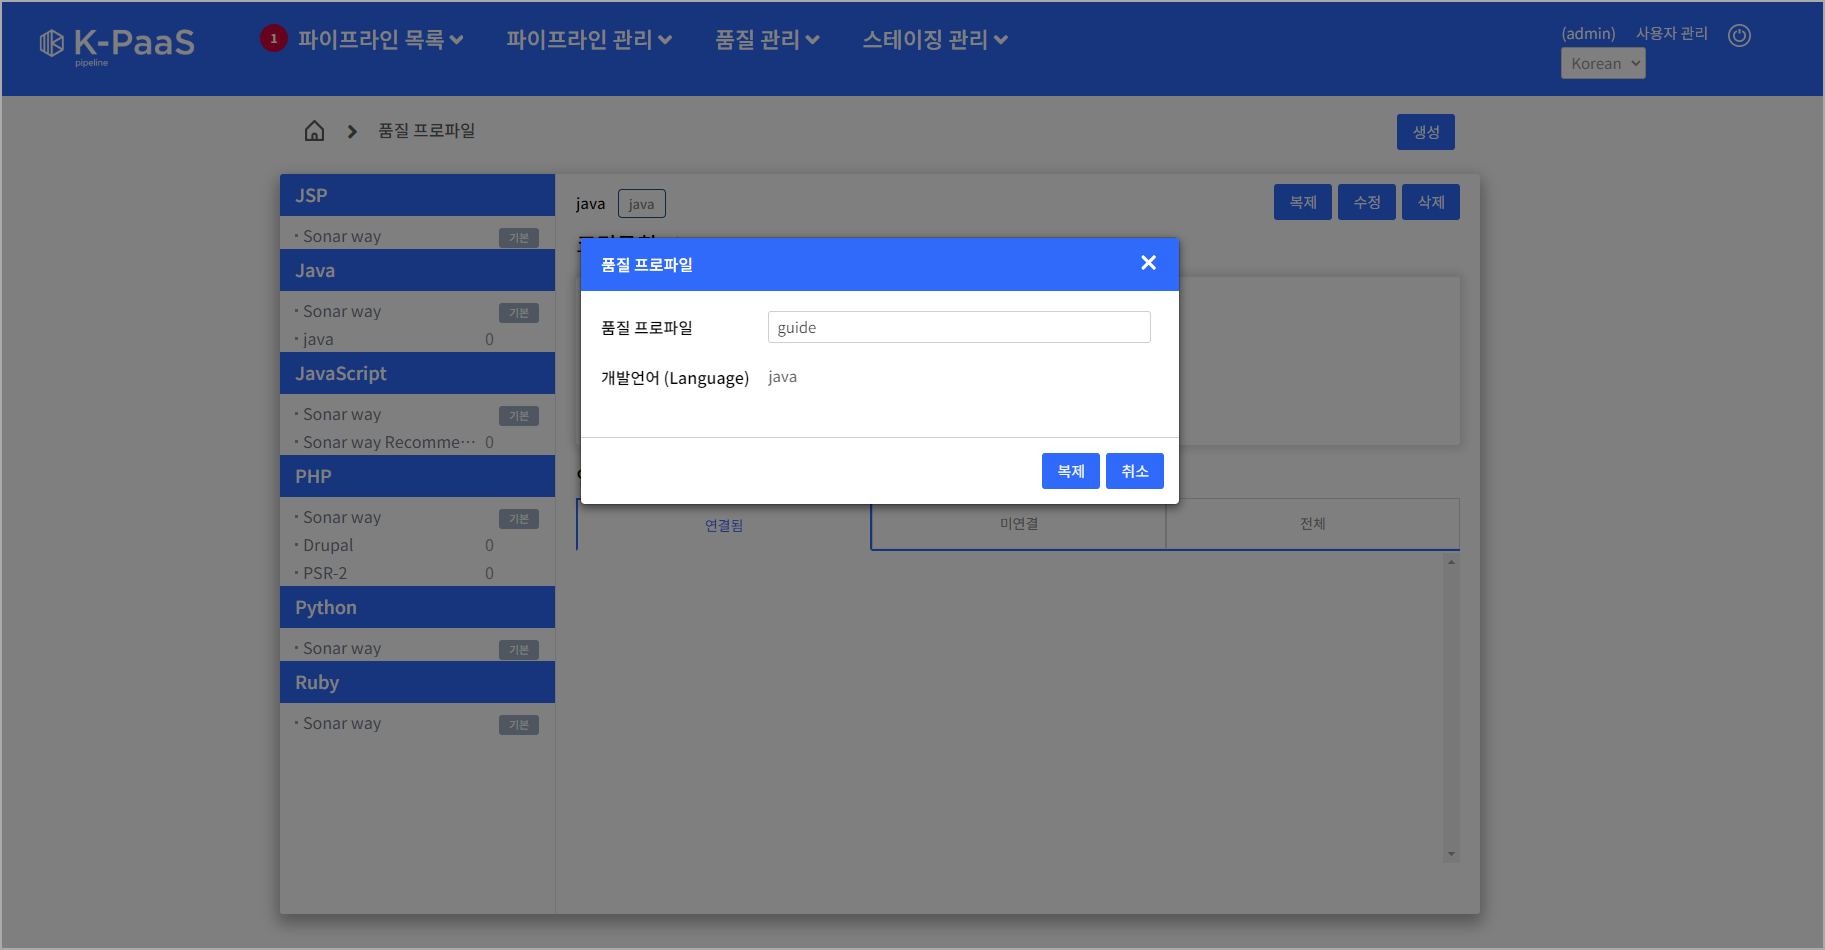 K-PaaS
pipeline
1
파이프라인 목록
파이프라인 관리
품질 관리
스테이징 관리
(admin)
사용자 관리
Korean
품질 프로파일
생성
JSP
· Sonar way 기본
Java
· Sonar way 기본
· java 0
JavaScript
· Sonar way 기본
· Sonar way Recomme··· 0
PHP
· Sonar way 기본
· Drupal 0
· PSR-2 0
Python
· Sonar way 기본
Ruby
· Sonar way 기본
java java
복제 수정 삭제
품질 프로파일
품질 프로파일 guide
개발언어 (Language) java
복제 취소
연결됨 미연결 전체